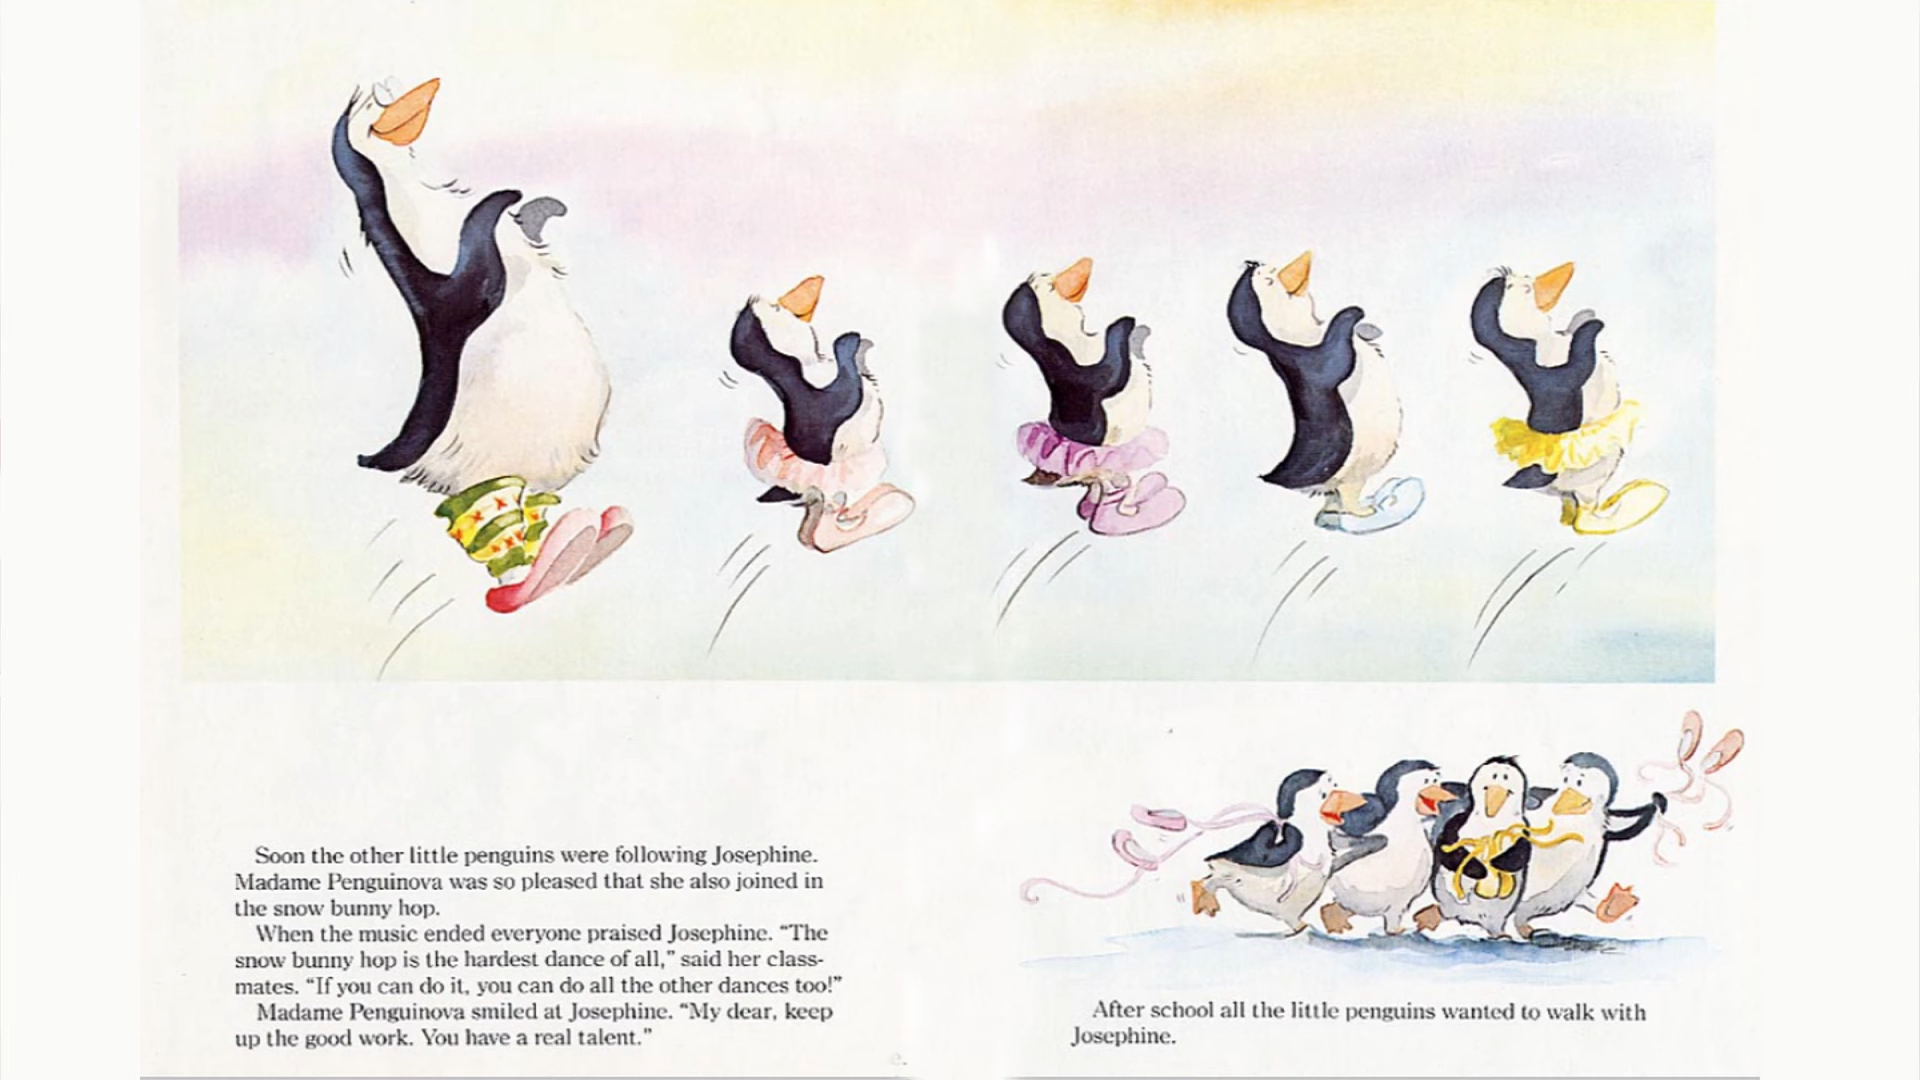 Soon the other little penguins were following Josephine.
Madame Penguinova was so pleased that she also joined in
the snow bunny hop.
When the music ended everyone praised Josephine. “The
snow bunny hop is the hardest dance of all,” said her class-
mates. “If you can do it, you can do all the other dances too!”
Madame Penguinova smiled at Josephine. “My dear, keep
up the good work. You have a real talent.”
After school all the little penguins wanted to walk with
Josephine.